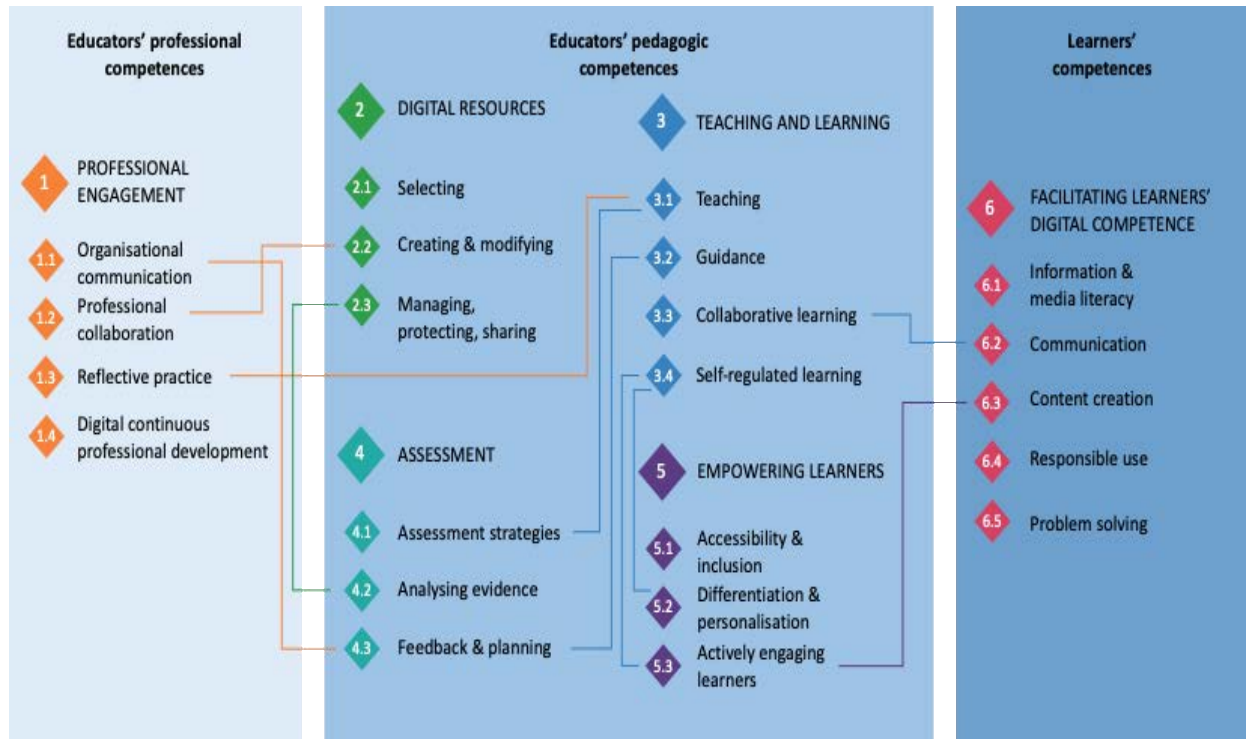 Educators’ professional
competences
1
PROFESSIONAL
ENGAGEMENT
1.1
Organisational
communication
1.2
Professional
collaboration
1.3
Reflective practice
1.4
Digital continuous
professional development
Educators’ pedagogic
competences
2
DIGITAL RESOURCES
2.1
Selecting
2.2
Creating & modifying
2.3
Managing,
protecting, sharing
3
TEACHING AND LEARNING
3.1
Teaching
3.2
Guidance
3.3
Collaborative learning
3.4
Self-regulated learning
4
ASSESSMENT
4.1
Assessment strategies
4.2
Analysing evidence
4.3
Feedback & planning
5
EMPOWERING LEARNERS
5.1
Accessibility &
inclusion
5.2
Differentiation &
personalisation
5.3
Actively engaging
learners
Learners’
competences
6
FACILITATING LEARNERS’
DIGITAL COMPETENCE
6.1
Information &
media literacy
6.2
Communication
6.3
Content creation
6.4
Responsible use
6.5
Problem solving